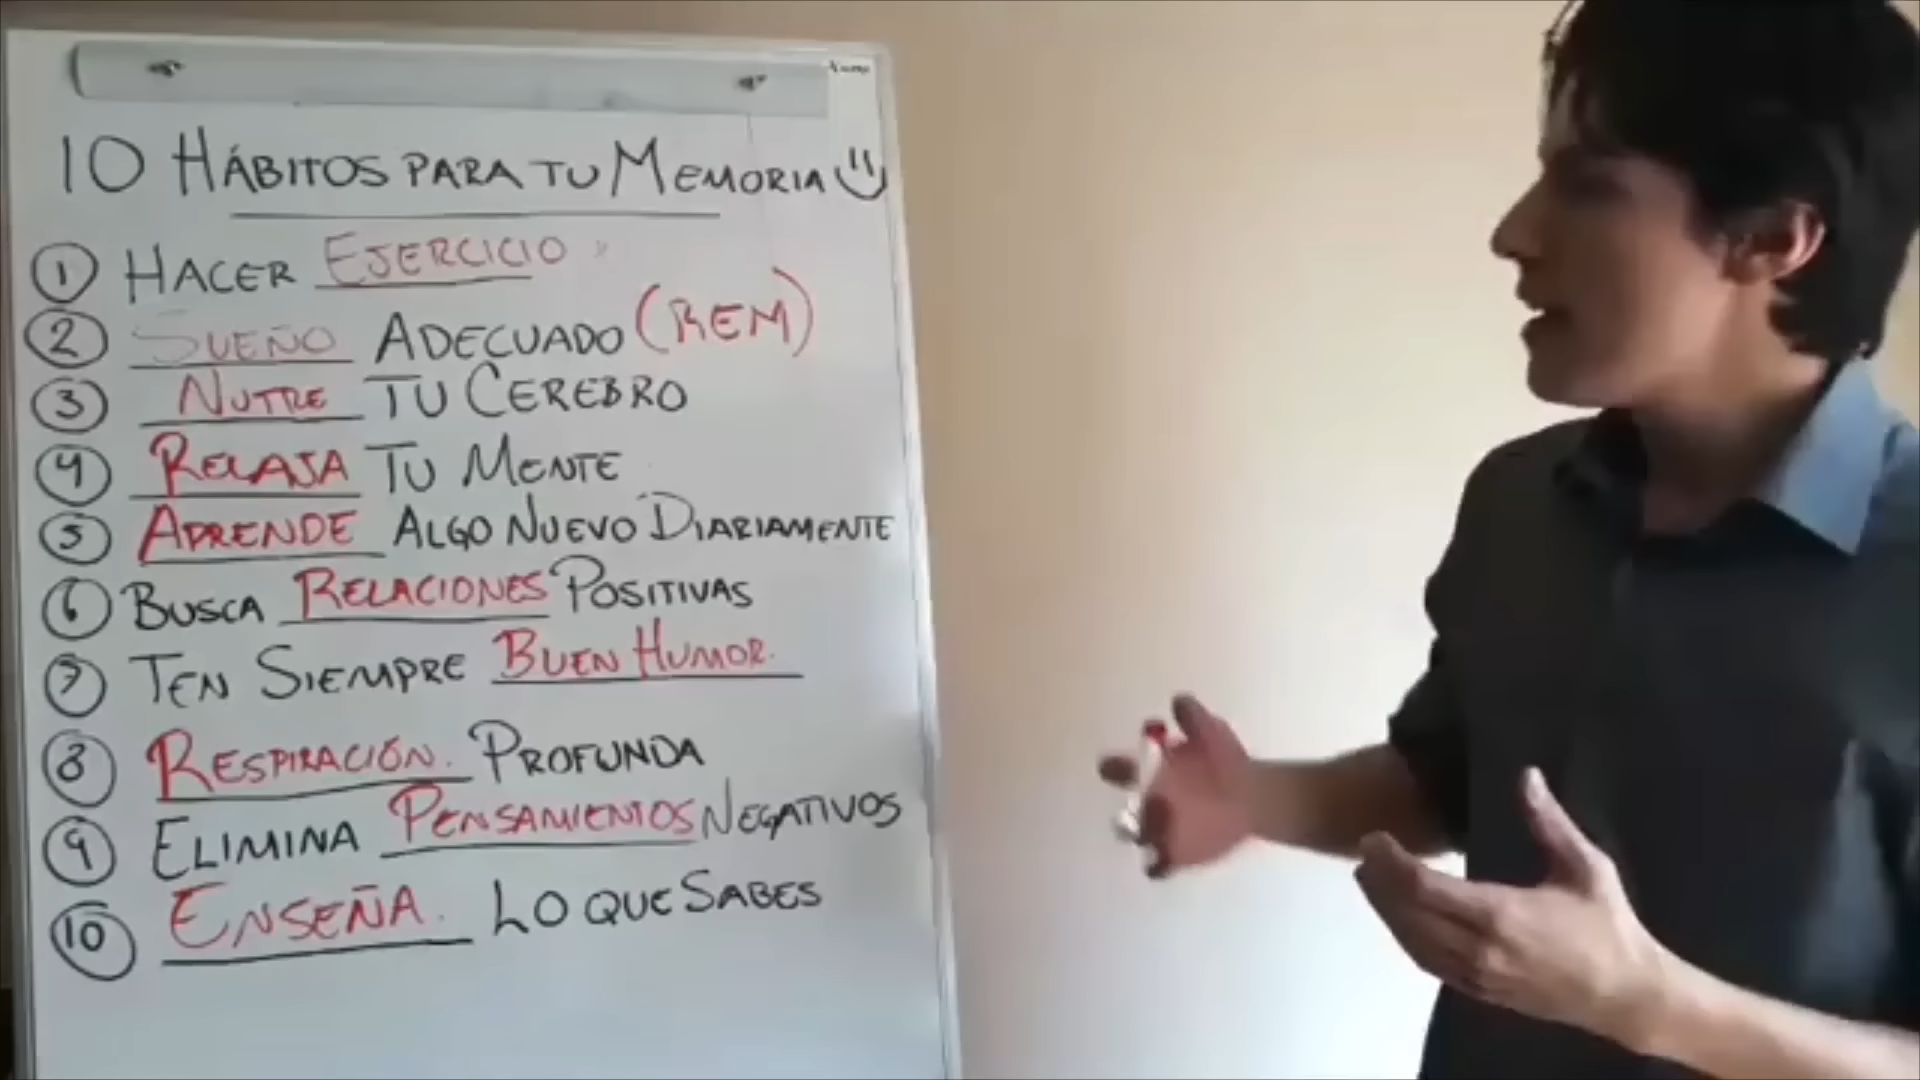 10 HÁBITOS PARA TU MEMORIA
1 HACER EJERCICIO
2 SUEÑO ADECUADO (REM)
3 NUTRE TU CEREBRO
4 RELAJA TU MENTE
5 APRENDE ALGO NUEVO DIARIAMENTE
6 BUSCA RELACIONES POSITIVAS
7 TEN SIEMPRE BUEN HUMOR.
8 RESPIRACIÓN. PROFUNDA
9 ELIMINA PENSAMIENTOS NEGATIVOS
10 ENSEÑA. LO QUE SABES